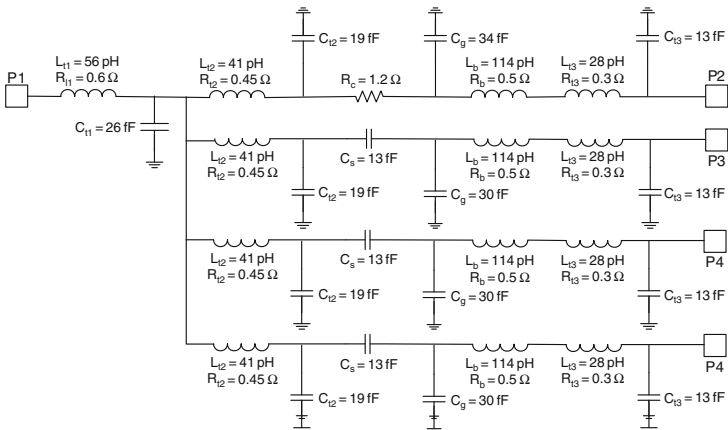 C_t2 = 19 fF
C_g = 34 fF
C_t3 = 13 fF
L_t1 = 56 pH
R_l1 = 0.6 Ω
L_t2 = 41 pH
R_t2 = 0.45 Ω
R_c = 1.2 Ω
L_b = 114 pH
R_b = 0.5 Ω
L_t3 = 28 pH
R_t3 = 0.3 Ω
P1
P2
C_t1 = 26 fF
L_t2 = 41 pH
R_t2 = 0.45 Ω
C_s = 13 fF
L_b = 114 pH
R_b = 0.5 Ω
L_t3 = 28 pH
R_t3 = 0.3 Ω
P3
C_t2 = 19 fF
C_g = 30 fF
C_t3 = 13 fF
L_t2 = 41 pH
R_t2 = 0.45 Ω
C_s = 13 fF
L_b = 114 pH
R_b = 0.5 Ω
L_t3 = 28 pH
R_t3 = 0.3 Ω
P4
C_t2 = 19 fF
C_g = 30 fF
C_t3 = 13 fF
L_t2 = 41 pH
R_t2 = 0.45 Ω
C_s = 13 fF
L_b = 114 pH
R_b = 0.5 Ω
L_t3 = 28 pH
R_t3 = 0.3 Ω
P4
C_t2 = 19 fF
C_g = 30 fF
C_t3 = 13 fF